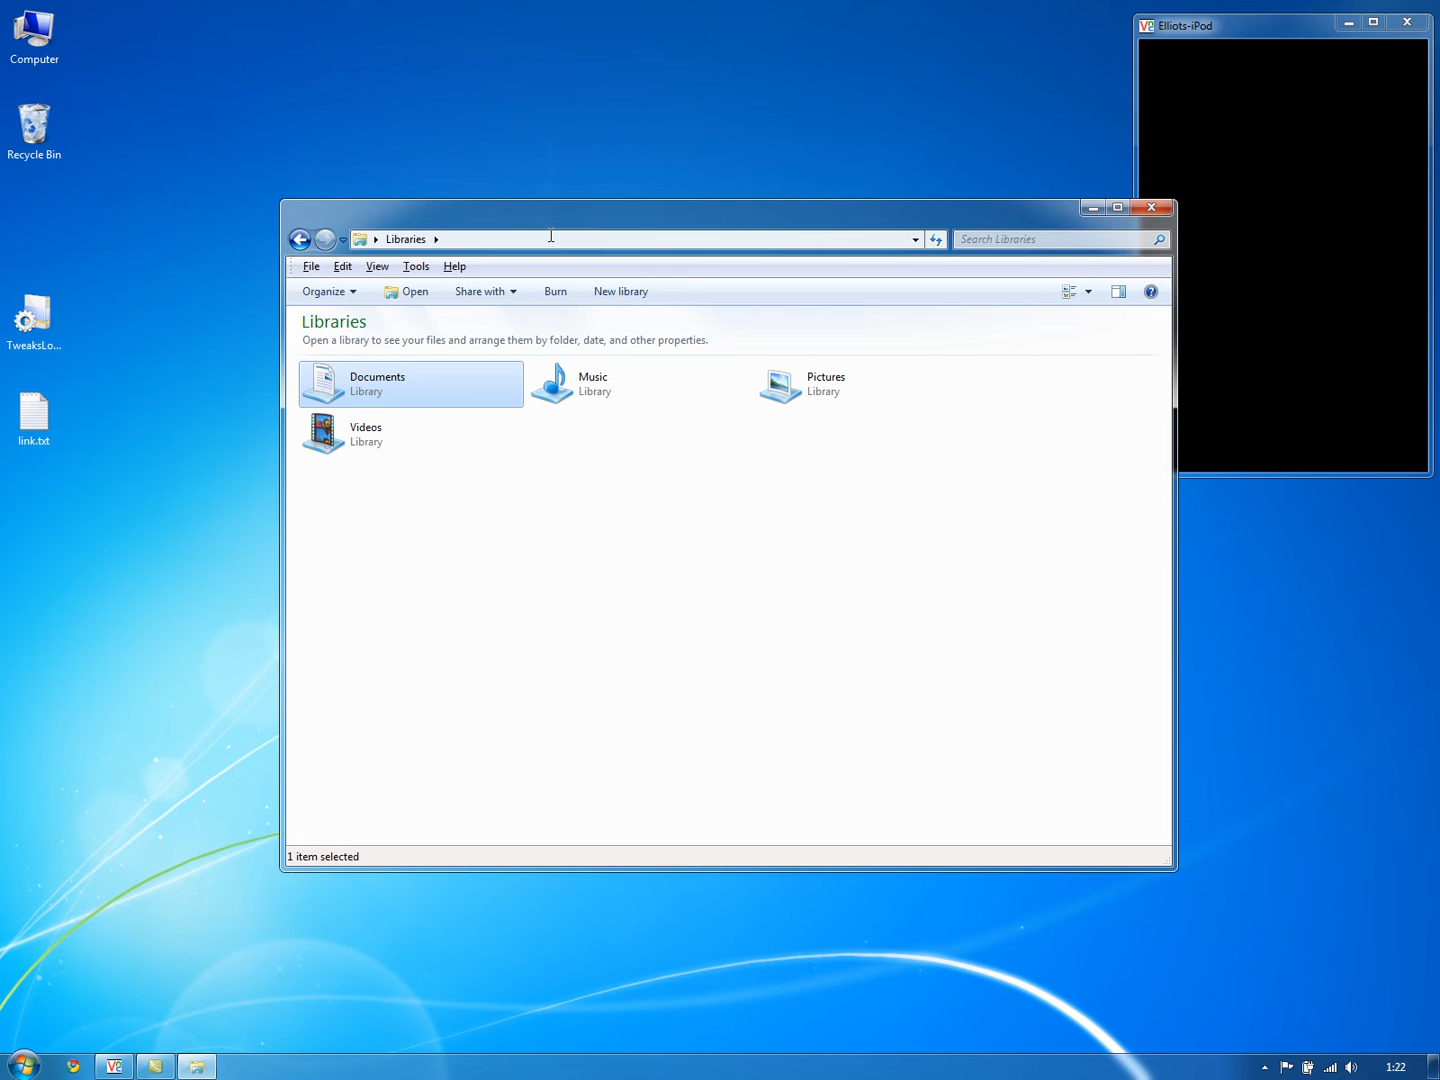 Computer
Recycle Bin
TweaksLo...
link.txt
Elliots-iPod
Libraries
Search Libraries
File Edit View Tools Help
Organize Open Share with Burn New library
Libraries
Open a library to see your files and arrange them by folder, date, and other properties.
Documents
Library
Music
Library
Pictures
Library
Videos
Library
1 item selected
1:22